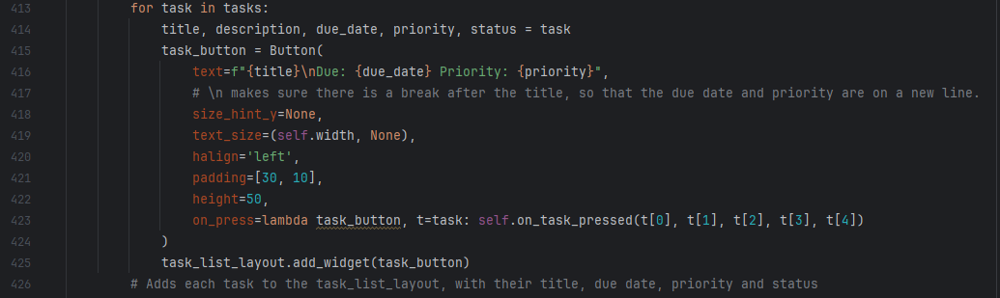 413 for task in tasks:
414 title, description, due_date, priority, status = task
415 task_button = Button(
416 text=f"{title}\nDue: {due_date} Priority: {priority}",
417 # \n makes sure there is a break after the title, so that the due date and priority are on a new line.
418 size_hint_y=None,
419 text_size=(self.width, None),
420 halign='left',
421 padding=[30, 10],
422 height=50,
423 on_press=lambda task_button, t=task: self.on_task_pressed(t[0], t[1], t[2], t[3], t[4])
424 )
425 task_list_layout.add_widget(task_button)
426 # Adds each task to the task_list_layout, with their title, due date, priority and status